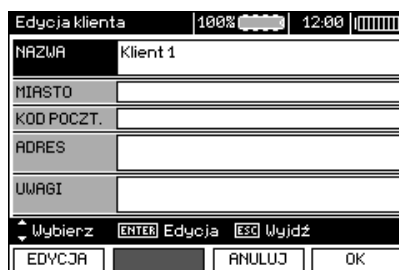 Edycja klienta 100% 12:00
NAZWA Klient 1
MIASTO
KOD POCZT.
ADRES
UWAGI
Wybierz ENTER Edycja ESC Wyjdź
EDYCJA ANULUJ OK